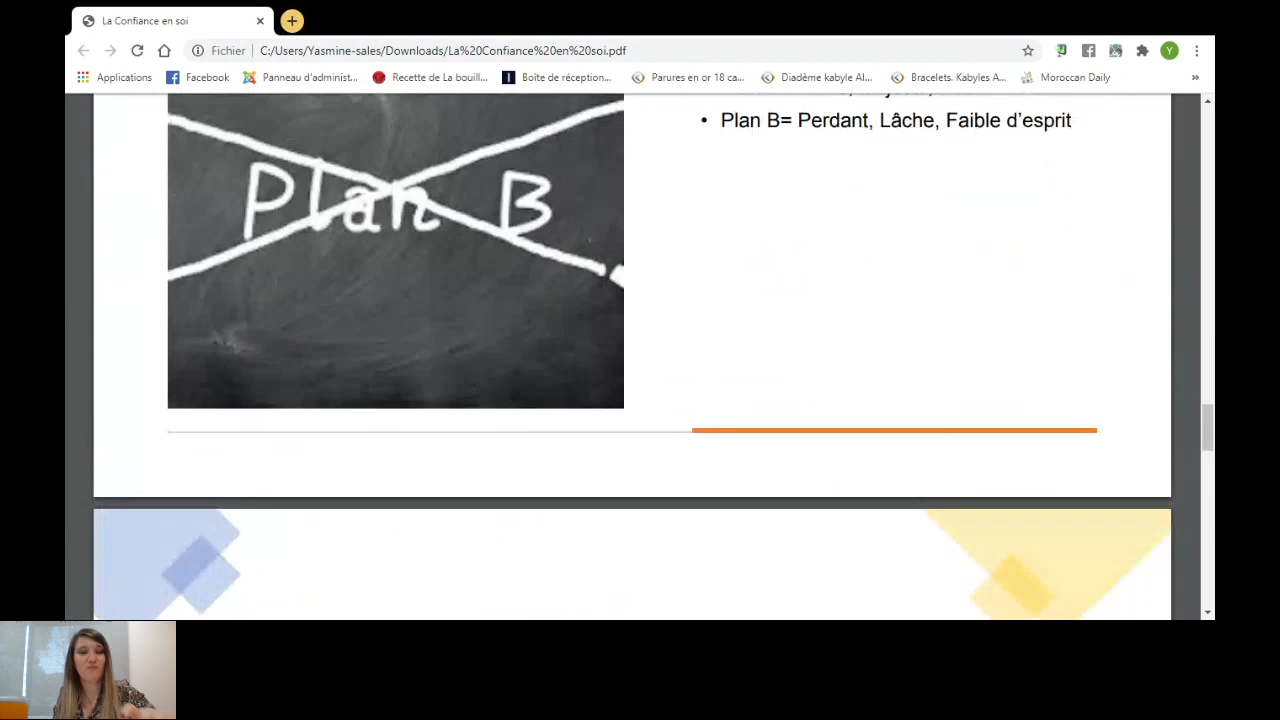 La Confiance en soi
Fichier | C:/Users/Yasmine-sales/Downloads/La%20Confiance%20en%20soi.pdf
Y
Applications Facebook Panneau d'administ... Recette de La bouill... Boîte de réception... Parures en or 18 ca... Diadème kabyle Al... Bracelets. Kabyles A... Moroccan Daily »
• Plan B= Perdant, Lâche, Faible d'esprit
Plan B